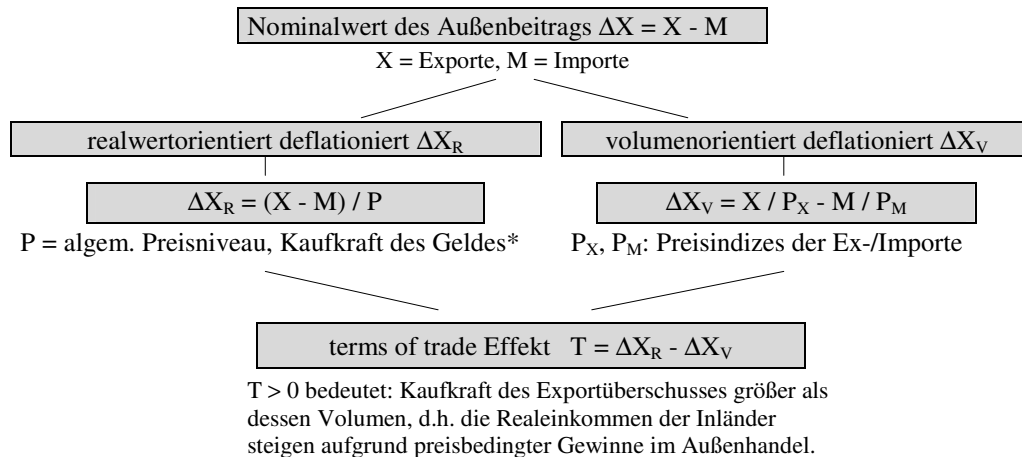 Nominalwert des Außenbeitrags ΔX = X - M
X = Exporte, M = Importe
realwertorientiert deflationiert ΔX_R
volumenorientiert deflationiert ΔX_V
ΔX_R = (X - M) / P
ΔX_V = X / P_X - M / P_M
P = algem. Preisniveau, Kaufkraft des Geldes*
P_X, P_M: Preisindizes der Ex-/Importe
terms of trade Effekt T = ΔX_R - ΔX_V
T > 0 bedeutet: Kaufkraft des Exportüberschusses größer als
dessen Volumen, d.h. die Realeinkommen der Inländer
steigen aufgrund preisbedingter Gewinne im Außenhandel.